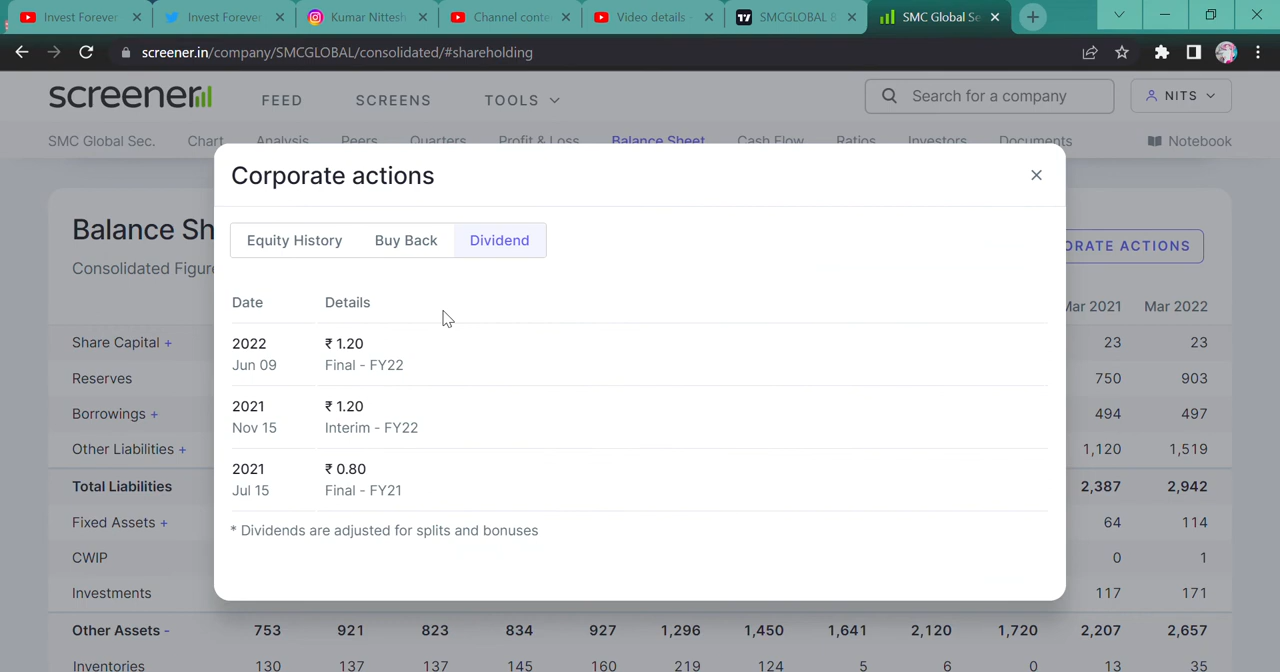 Invest Forever
Invest Forever
Kumar Nittesh
Channel conte
Video details -
SMCGLOBAL 8
SMC Global Se
screener.in/company/SMCGLOBAL/consolidated/#shareholding
screener FEED SCREENS TOOLS Search for a company NITS
SMC Global Sec. Chart Analysis Peers Quarters Profit & Loss Balance Sheet Cash Flow Ratios Investors Documents Notebook
Corporate actions
Balance Sh
Equity History Buy Back Dividend
ORATE ACTIONS
Consolidated Figure
Date Details
Mar 2021 Mar 2022
Share Capital + 23 23
2022 ₹ 1.20
Jun 09 Final - FY22
Reserves 750 903
2021 ₹ 1.20
Borrowings + 494 497
Nov 15 Interim - FY22
Other Liabilities + 1,120 1,519
2021 ₹ 0.80
Total Liabilities 2,387 2,942
Jul 15 Final - FY21
Fixed Assets + 64 114
* Dividends are adjusted for splits and bonuses
CWIP 0 1
Investments 117 171
Other Assets - 753 921 823 834 927 1,296 1,450 1,641 2,120 1,720 2,207 2,657
Inventories 130 137 137 145 160 219 124 5 6 0 13 35